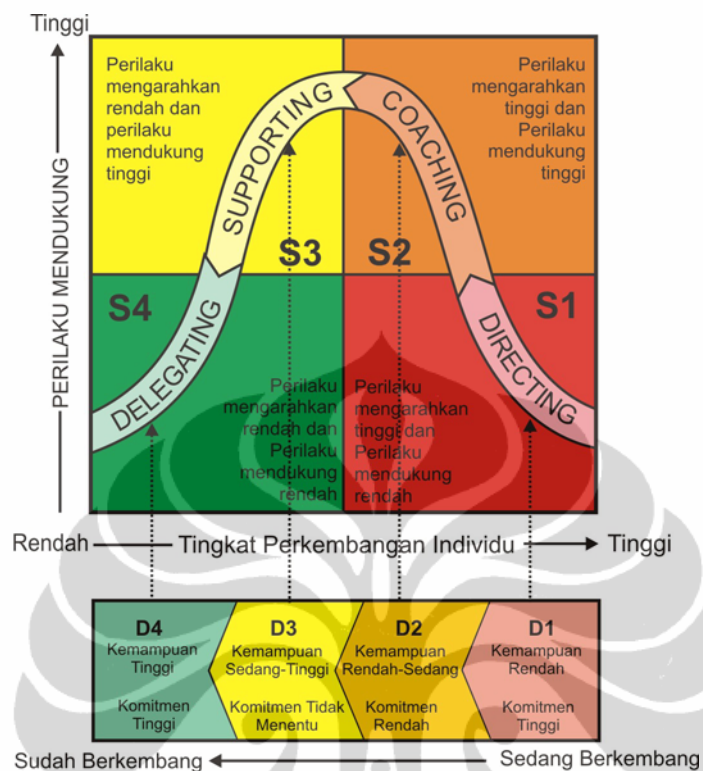 Tinggi
PERILAKU MENDUKUNG
Perilaku
mengarahkan
rendah dan
perilaku
mendukung
tinggi
SUPPORTING
S3
COACHING
S2
Perilaku
mengarahkan
tinggi dan
Perilaku
mendukung
tinggi
S4
DELEGATING
Perilaku
mengarahkan
rendah dan
Perilaku
mendukung
rendah
S1
DIRECTING
Perilaku
mengarahkan
tinggi dan
Perilaku
mendukung
rendah
Rendah
Tingkat Perkembangan Individu
Tinggi
D4
Kemampuan
Tinggi
Komitmen
Tinggi
D3
Kemampuan
Sedang-Tinggi
Komitmen Tidak
Menentu
D2
Kemampuan
Rendah-Sedang
Komitmen
Rendah
D1
Kemampuan
Rendah
Komitmen
Tinggi
Sudah Berkembang
Sedang Berkembang